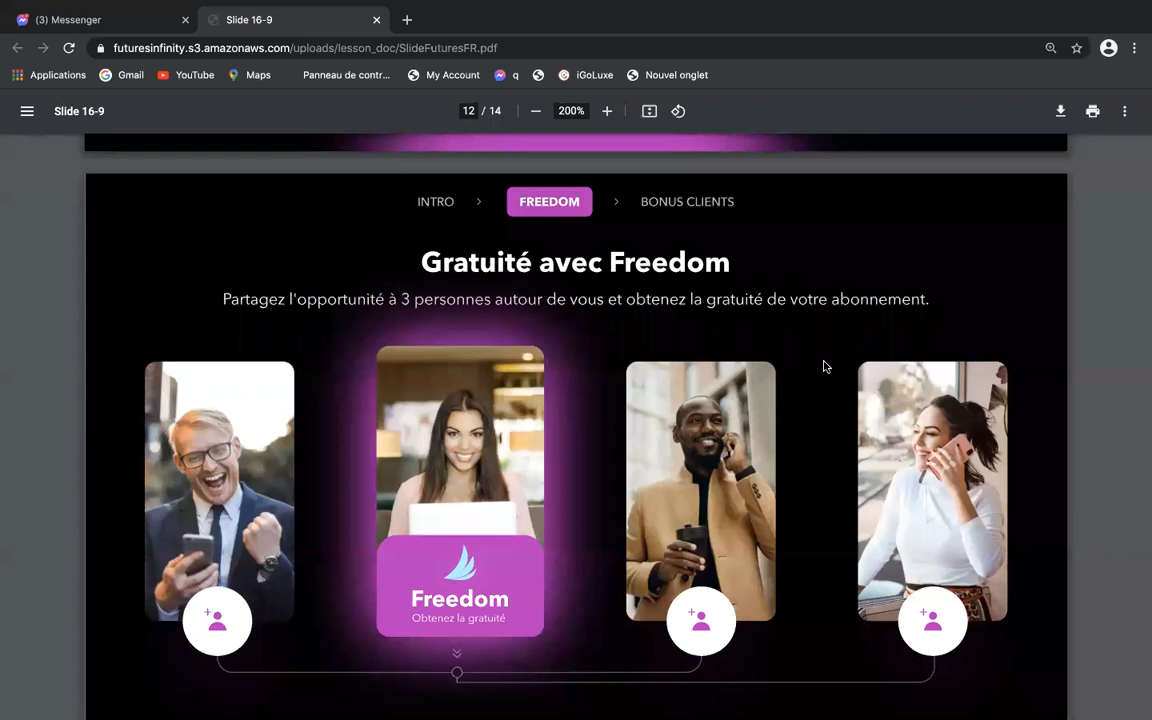 (3) Messenger
Slide 16-9
futuresinfinity.s3.amazonaws.com/uploads/lesson_doc/SlideFuturesFR.pdf
Applications Gmail YouTube Maps Panneau de contr... My Account q iGoLuxe Nouvel onglet
Slide 16-9 12 / 14 200%
INTRO FREEDOM BONUS CLIENTS
Gratuité avec Freedom
Partagez l'opportunité à 3 personnes autour de vous et obtenez la gratuité de votre abonnement.
Freedom
Obtenez la gratuité